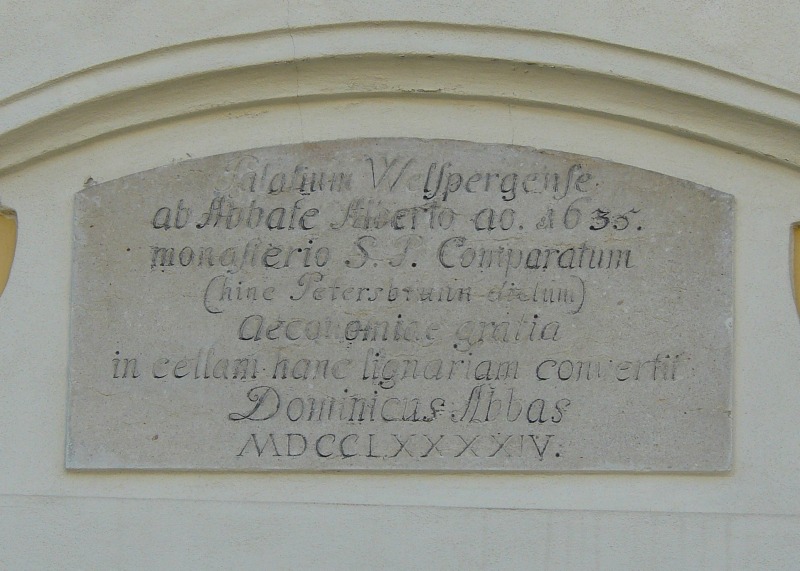 Palatium Welſpergenſe
ab Abbate Alberto ao. 1635.
monaſterio S. P. Comparatum
(hinc Petersbrunn dictum)
Aeconomiae gratia
in cellam hanc lignariam convertit
Dominicus Abbas
MDCCLXXXXIV.